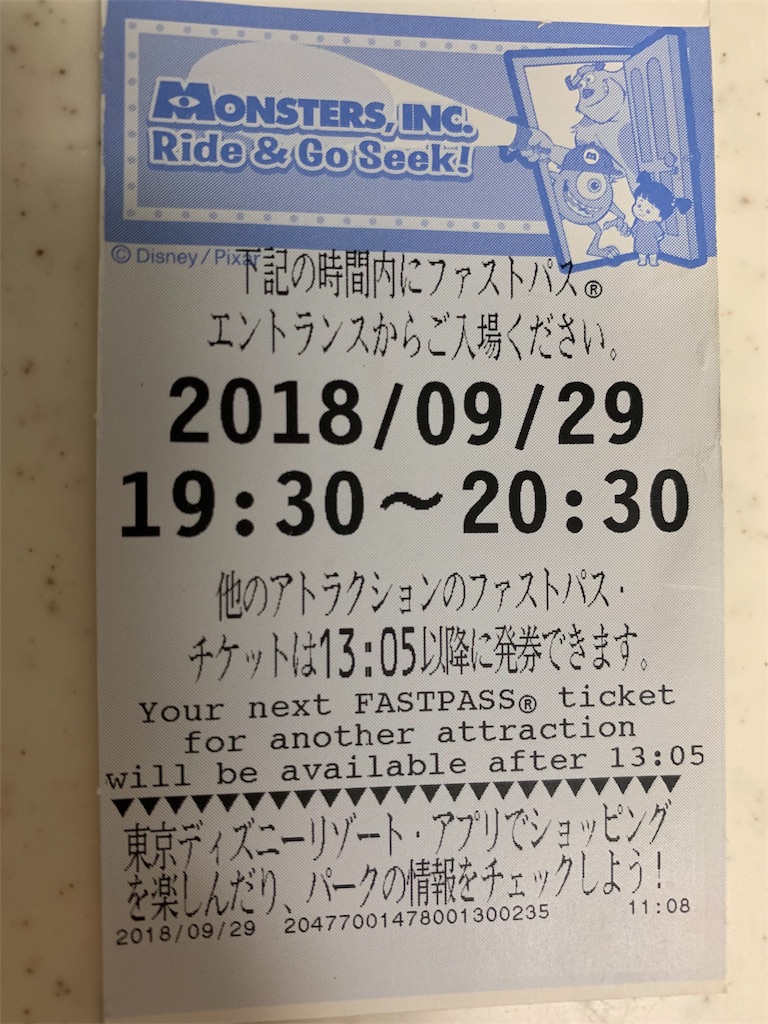 MONSTERS, INC.
Ride & Go Seek!
© Disney / Pixar
下記の時間内にファストパス®
エントランスからご入場ください。
2018/09/29
19:30～20:30
他のアトラクションのファストパス・
チケットは13:05以降に発券できます。
Your next FASTPASS® ticket
for another attraction
will be available after 13:05
東京ディズニーリゾート・アプリでショッピング
を楽しんだり、パークの情報をチェックしよう！
2018/09/29 20477001478001300235 11:08